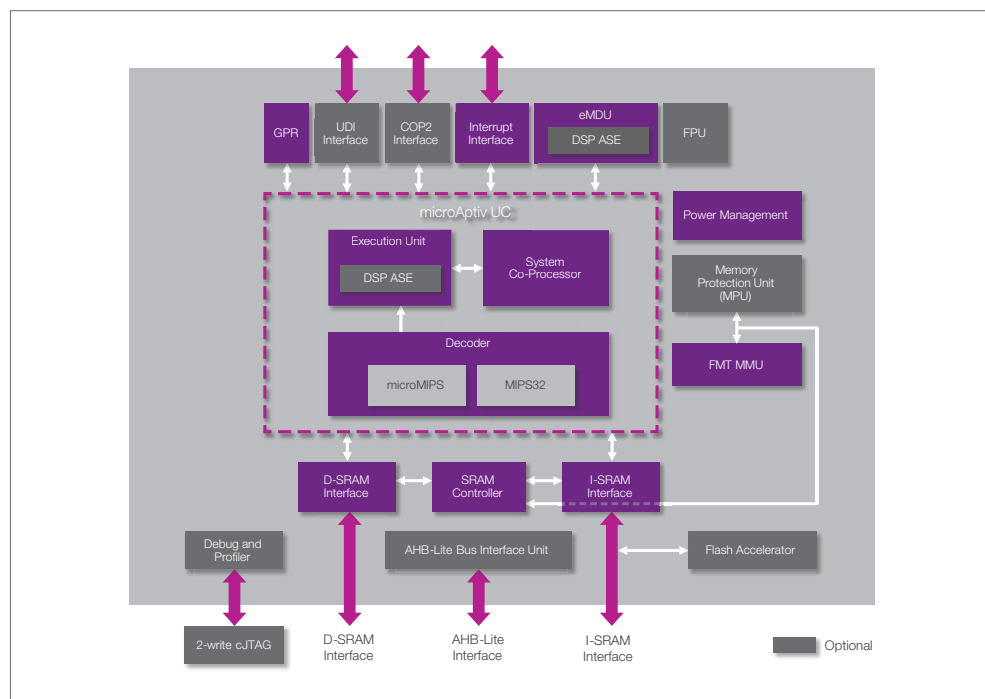 GPR
UDI
Interface
COP2
Interface
Interrupt
Interface
eMDU
DSP ASE
FPU
microAptiv UC
Power Management
Execution Unit
DSP ASE
System
Co-Processor
Memory
Protection Unit
(MPU)
Decoder
microMIPS
MIPS32
FMT MMU
D-SRAM
Interface
SRAM
Controller
I-SRAM
Interface
Debug and
Profiler
AHB-Lite Bus Interface Unit
Flash Accelerator
2-write cJTAG
D-SRAM
Interface
AHB-Lite
Interface
I-SRAM
Interface
Optional